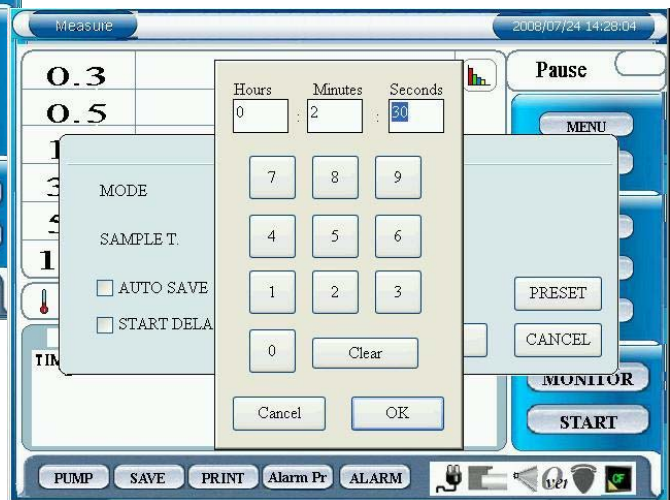 Measure
2008/07/24 14:28:04
0.3
Pause
0.5
Hours Minutes Seconds
0 : 2 : 30
MENU
MODE
SAMPLE T.
AUTO SAVE
START DELA
7 8 9
4 5 6
1 2 3
0 Clear
Cancel OK
PRESET
CANCEL
MONITOR
START
PUMP SAVE PRINT Alarm Pr ALARM
CF